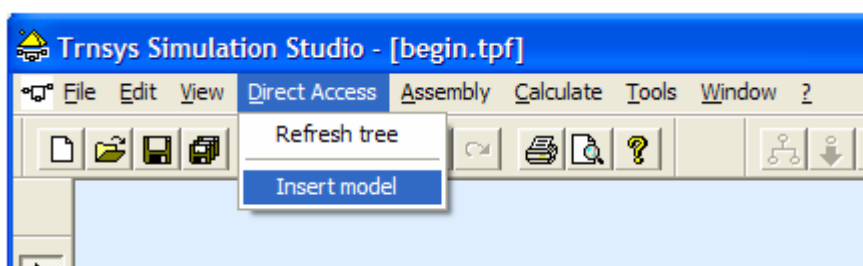 Trnsys Simulation Studio - [begin.tpf]
File Edit View Direct Access Assembly Calculate Tools Window ?
Refresh tree
Insert model